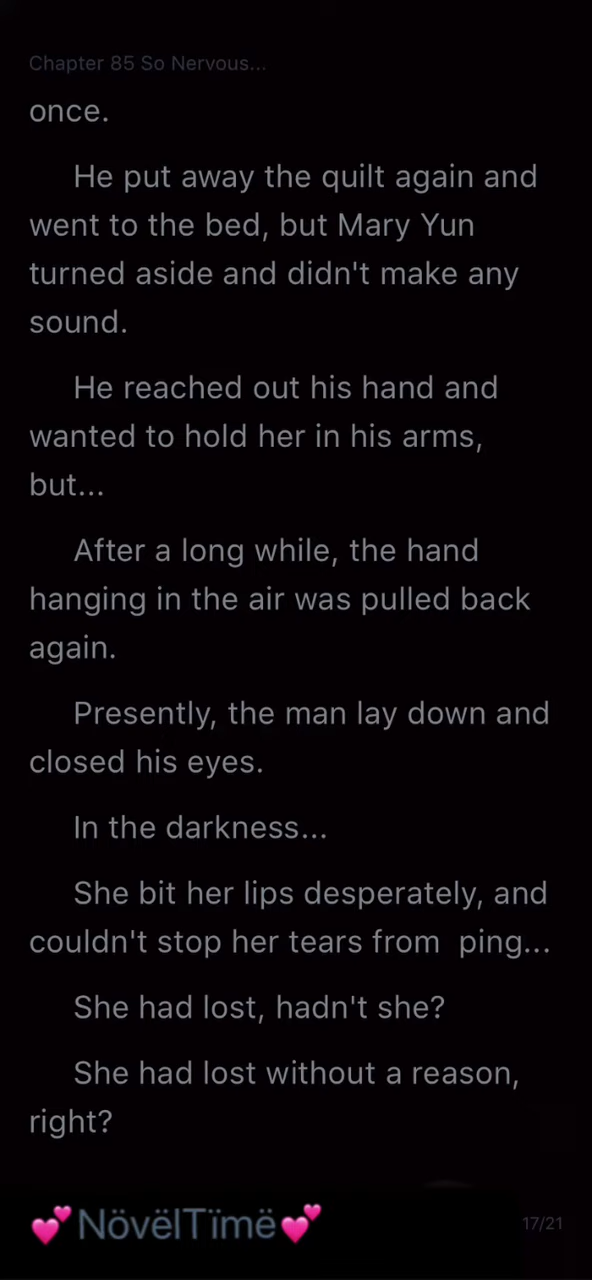 Chapter 85 So Nervous...
once.
He put away the quilt again and
went to the bed, but Mary Yun
turned aside and didn't make any
sound.
He reached out his hand and
wanted to hold her in his arms,
but...
After a long while, the hand
hanging in the air was pulled back
again.
Presently, the man lay down and
closed his eyes.
In the darkness...
She bit her lips desperately, and
couldn't stop her tears from  ping...
She had lost, hadn't she?
She had lost without a reason,
right?
💕NövëlTïmë💕
17/21